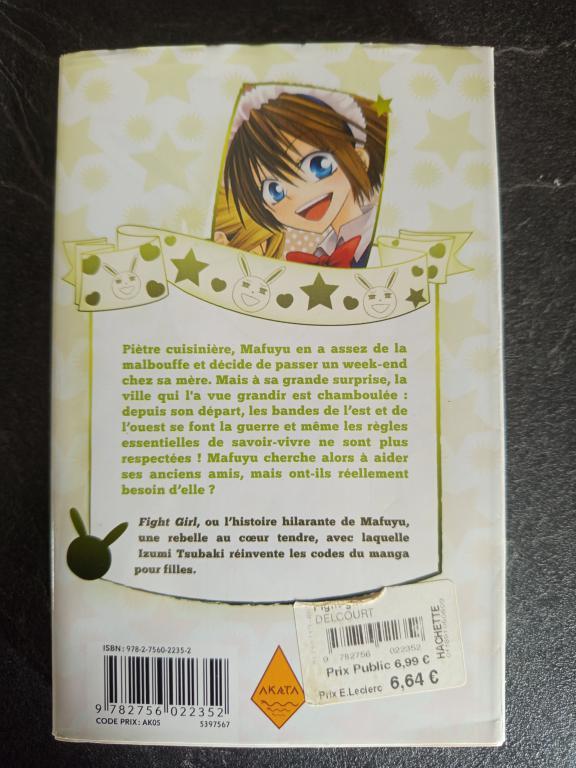 Piètre cuisinière, Mafuyu en a assez de la
malbouffe et décide de passer un week-end
chez sa mère. Mais à sa grande surprise, la
ville qui l'a vue grandir est chamboulée :
depuis son départ, les bandes de l'est et de
l'ouest se font la guerre et même les règles
essentielles de savoir-vivre ne sont plus
respectées ! Mafuyu cherche alors à aider
ses anciens amis, mais ont-ils réellement
besoin d'elle ?
Fight Girl, ou l'histoire hilarante de Mafuyu,
une rebelle au cœur tendre, avec laquelle
Izumi Tsubaki réinvente les codes du manga
pour filles.
ISBN : 978-2-7560-2235-2
9 782756 022352
CODE PRIX : AK05 5397567
AKATA
DELCOURT
HACHETTE
9 782756 022352
Prix Public 6,99 €
Prix E.Leclerc 6,64 €